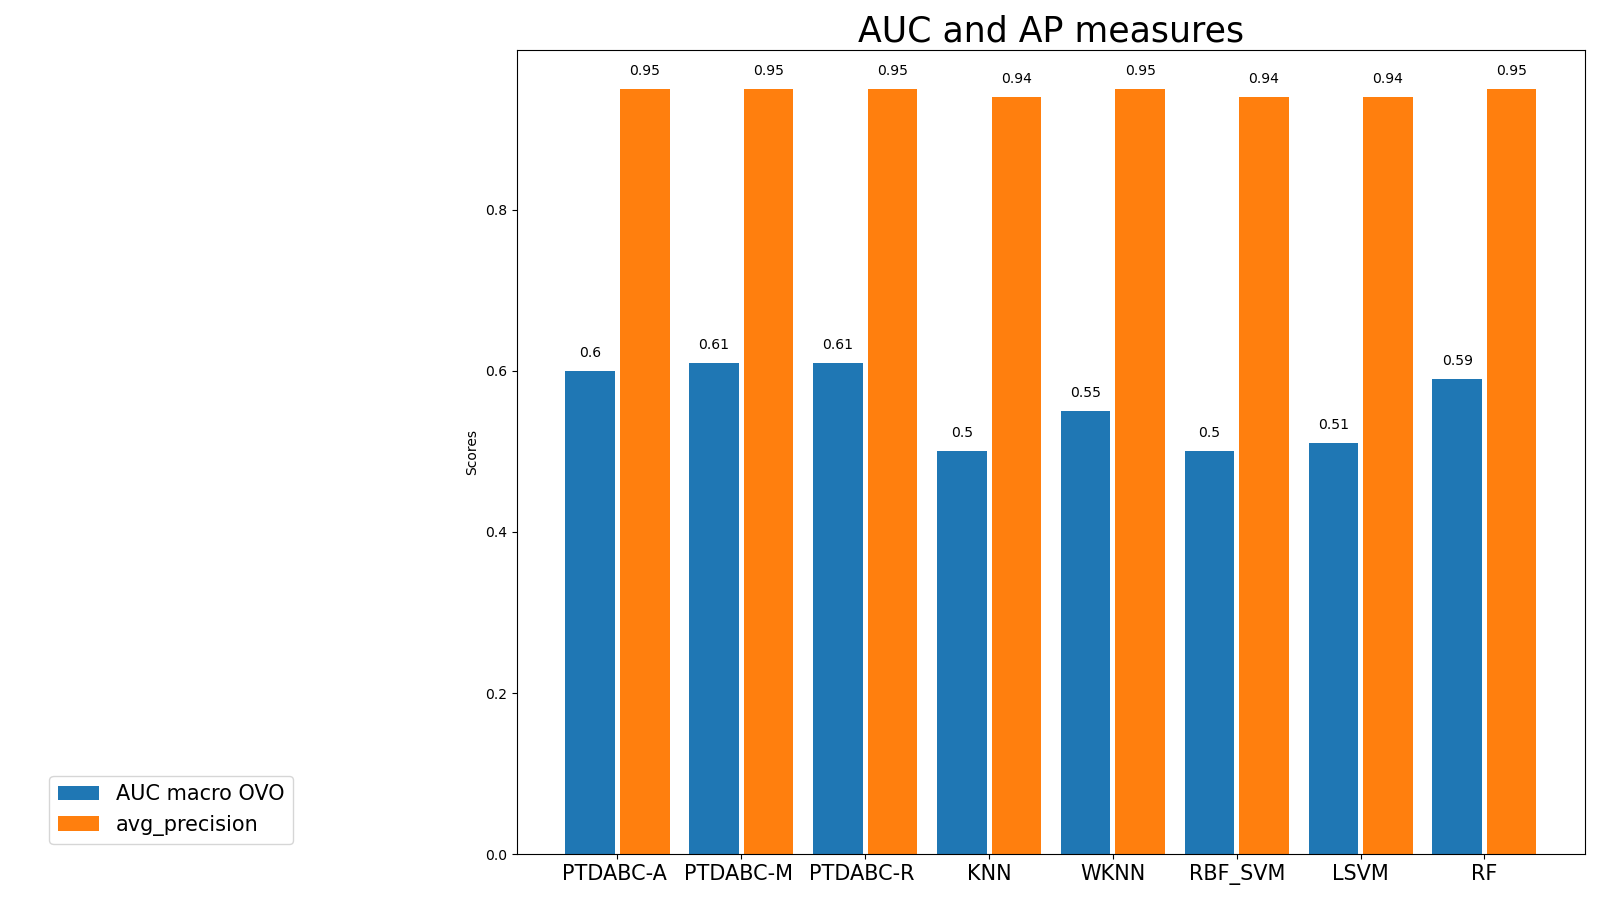 AUC and AP measures
0.95 0.95 0.95 0.94 0.95 0.94 0.94 0.95
0.6 0.61 0.61 0.5 0.55 0.5 0.51 0.59
0.8
0.6
0.4
0.2
0.0
Scores
PTDABC-A PTDABC-M PTDABC-R KNN WKNN RBF_SVM LSVM RF
AUC macro OVO
avg_precision